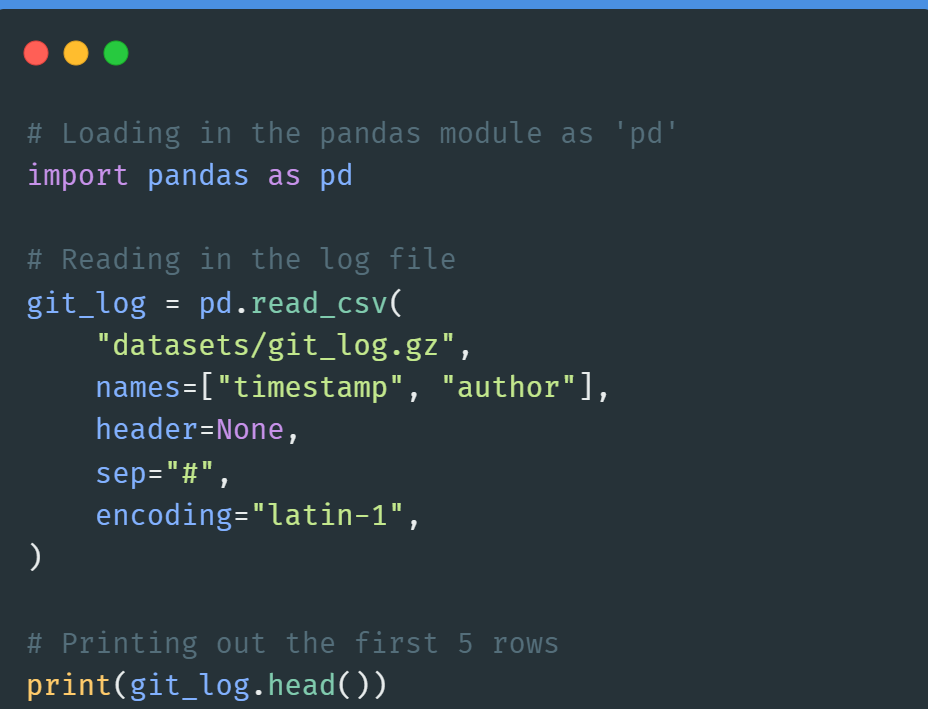 # Loading in the pandas module as 'pd'
import pandas as pd
# Reading in the log file
git_log = pd.read_csv(
    "datasets/git_log.gz",
    names=["timestamp", "author"],
    header=None,
    sep="#",
    encoding="latin-1",
)
# Printing out the first 5 rows
print(git_log.head())